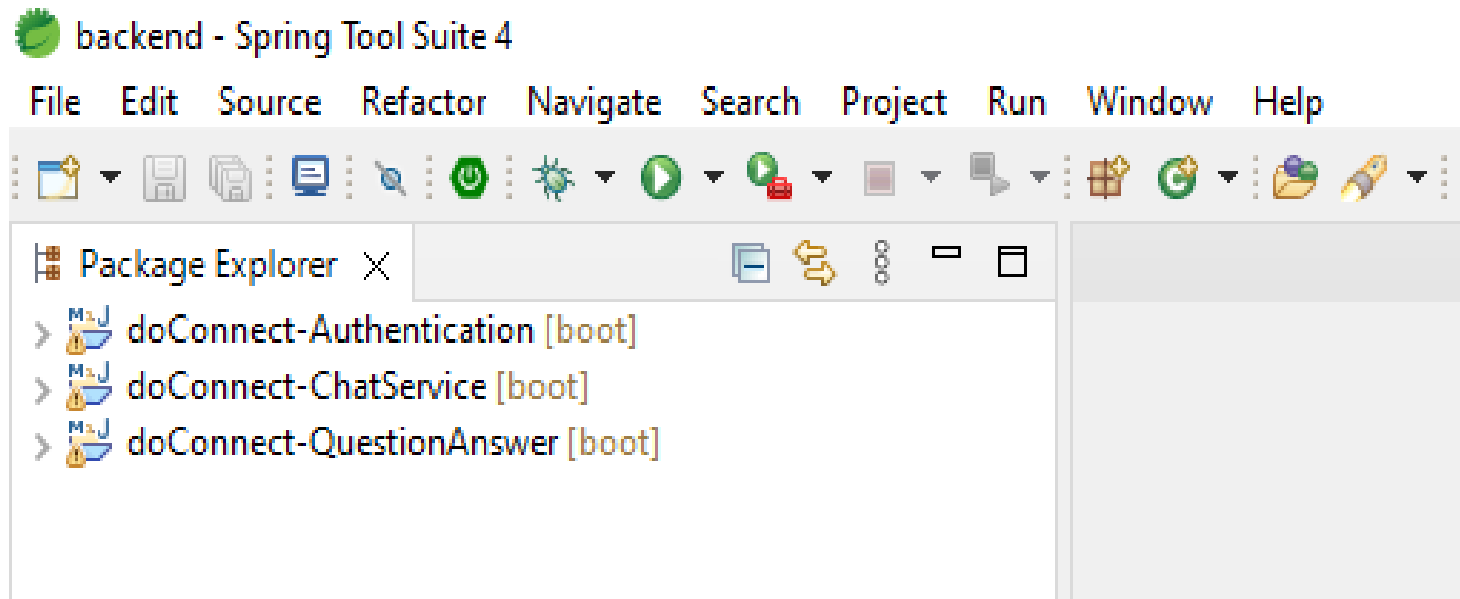 backend - Spring Tool Suite 4
File Edit Source Refactor Navigate Search Project Run Window Help
Package Explorer
doConnect-Authentication [boot]
doConnect-ChatService [boot]
doConnect-QuestionAnswer [boot]